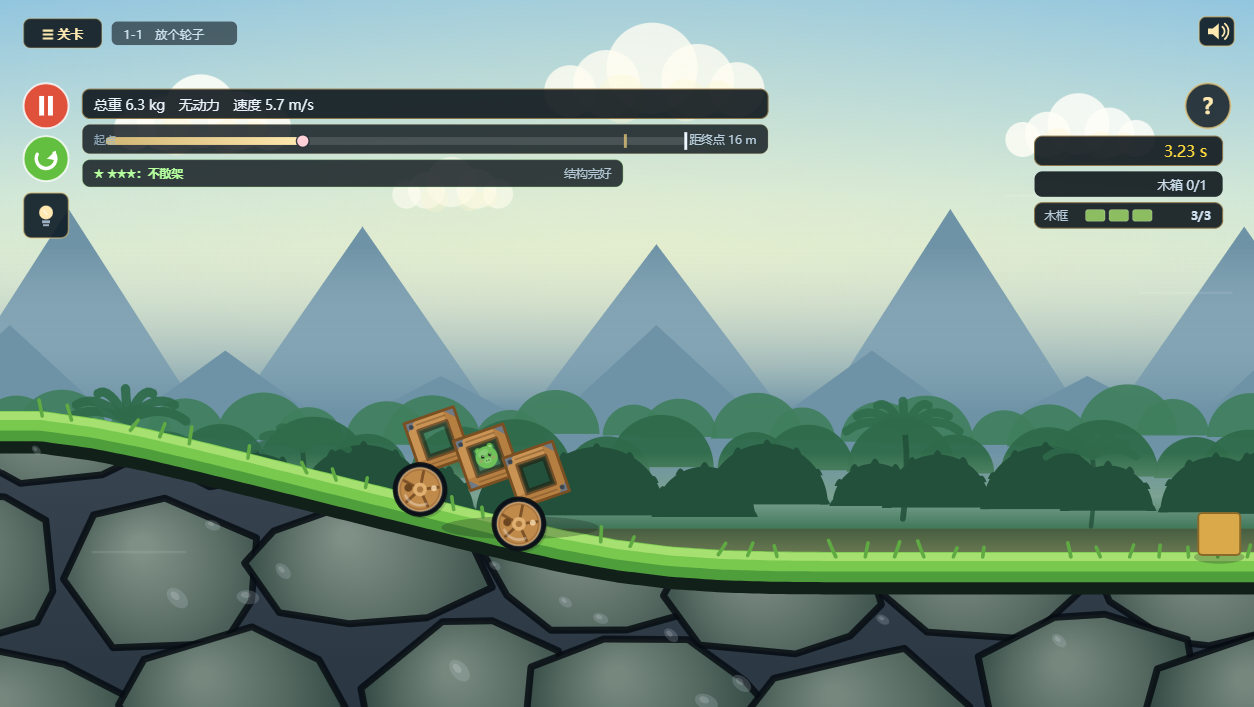 ☰ 关卡
1-1 放个轮子
总重 6.3 kg 无动力 速度 5.7 m/s
距终点 16 m
★ ★★★: 不散架 结构完好
?
3.23 s
木箱 0/1
木框 3/3